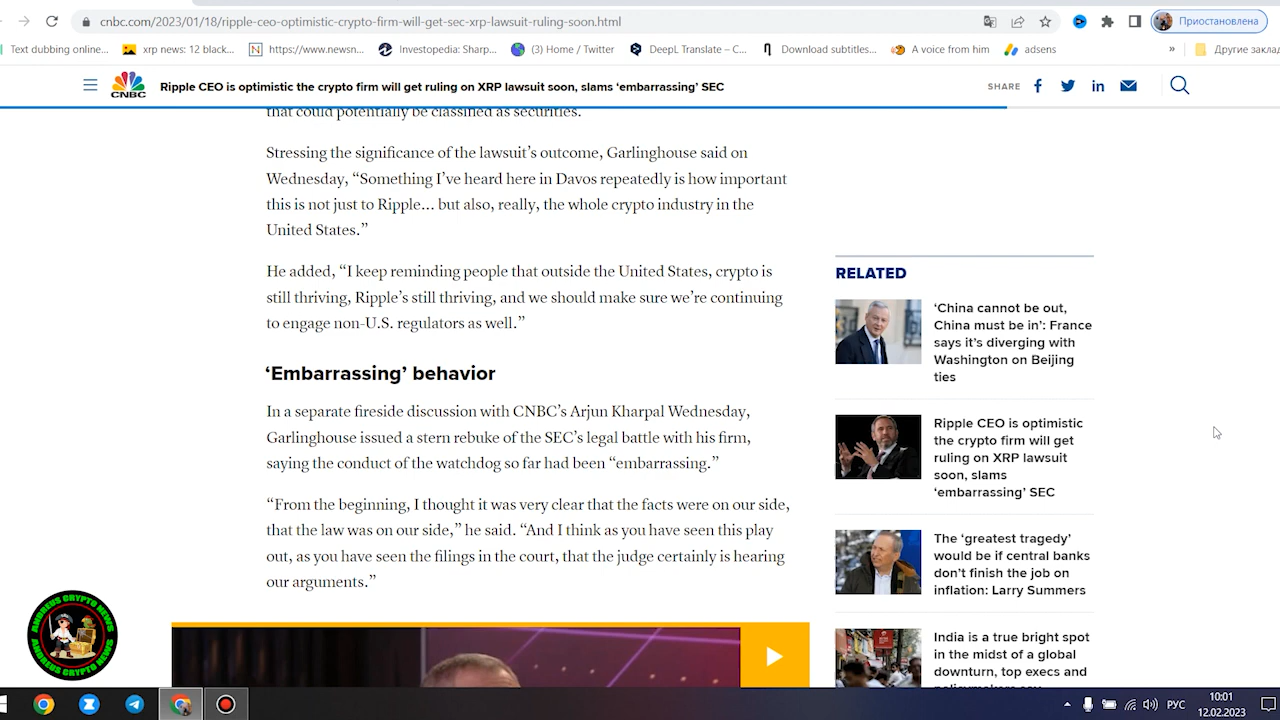 cnbc.com/2023/01/18/ripple-ceo-optimistic-crypto-firm-will-get-sec-xrp-lawsuit-ruling-soon.html
Приостановлена
Text dubbing online...
xrp news: 12 black...
https://www.newsn...
Investopedia: Sharp...
(3) Home / Twitter
DeepL Translate – C...
Download subtitles...
A voice from him
adsens
»
Другие закла
CNBC
Ripple CEO is optimistic the crypto firm will get ruling on XRP lawsuit soon, slams ‘embarrassing’ SEC
SHARE
that could potentially be classified as securities.
Stressing the significance of the lawsuit’s outcome, Garlinghouse said on
Wednesday, “Something I’ve heard here in Davos repeatedly is how important
this is not just to Ripple… but also, really, the whole crypto industry in the
United States.”
He added, “I keep reminding people that outside the United States, crypto is
still thriving, Ripple’s still thriving, and we should make sure we’re continuing
to engage non-U.S. regulators as well.”
‘Embarrassing’ behavior
In a separate fireside discussion with CNBC’s Arjun Kharpal Wednesday,
Garlinghouse issued a stern rebuke of the SEC’s legal battle with his firm,
saying the conduct of the watchdog so far had been “embarrassing.”
“From the beginning, I thought it was very clear that the facts were on our side,
that the law was on our side,” he said. “And I think as you have seen this play
out, as you have seen the filings in the court, that the judge certainly is hearing
our arguments.”
RELATED
‘China cannot be out,
China must be in’: France
says it’s diverging with
Washington on Beijing
ties
Ripple CEO is optimistic
the crypto firm will get
ruling on XRP lawsuit
soon, slams
‘embarrassing’ SEC
The ‘greatest tragedy’
would be if central banks
don’t finish the job on
inflation: Larry Summers
India is a true bright spot
in the midst of a global
downturn, top execs and
policymakers say
ANDREUS CRYPTO NEWS
ANDREUS CRYPTO NEWS
РУС
10:01
12.02.2023